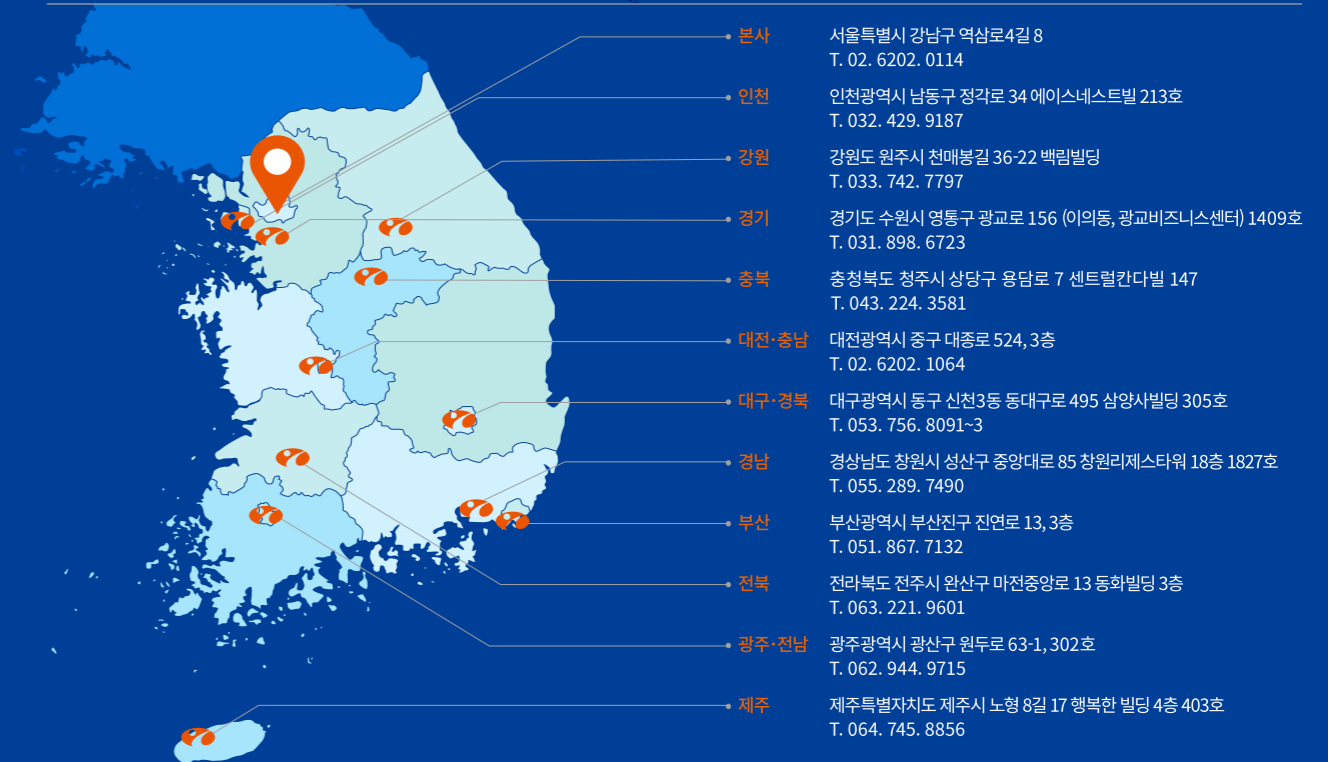 본사 서울특별시 강남구 역삼로4길 8
T. 02. 6202. 0114
인천 인천광역시 남동구 정각로 34 에이스네스트빌 213호
T. 032. 429. 9187
강원 강원도 원주시 천매봉길 36-22 백림빌딩
T. 033. 742. 7797
경기 경기도 수원시 영통구 광교로 156 (이의동, 광교비즈니스센터) 1409호
T. 031. 898. 6723
충북 충청북도 청주시 상당구 용담로 7 센트럴칸타빌 147
T. 043. 224. 3581
대전·충남 대전광역시 중구 대종로 524, 3층
T. 02. 6202. 1064
대구·경북 대구광역시 동구 신천3동 동대구로 495 삼양사빌딩 305호
T. 053. 756. 8091~3
경남 경상남도 창원시 성산구 중앙대로 85 창원리제스타워 18층 1827호
T. 055. 289. 7490
부산 부산광역시 부산진구 진연로 13, 3층
T. 051. 867. 7132
전북 전라북도 전주시 완산구 마전중앙로 13 동화빌딩 3층
T. 063. 221. 9601
광주·전남 광주광역시 광산구 원두로 63-1, 302호
T. 062. 944. 9715
제주 제주특별자치도 제주시 노형 8길 17 행복한 빌딩 4층 403호
T. 064. 745. 8856